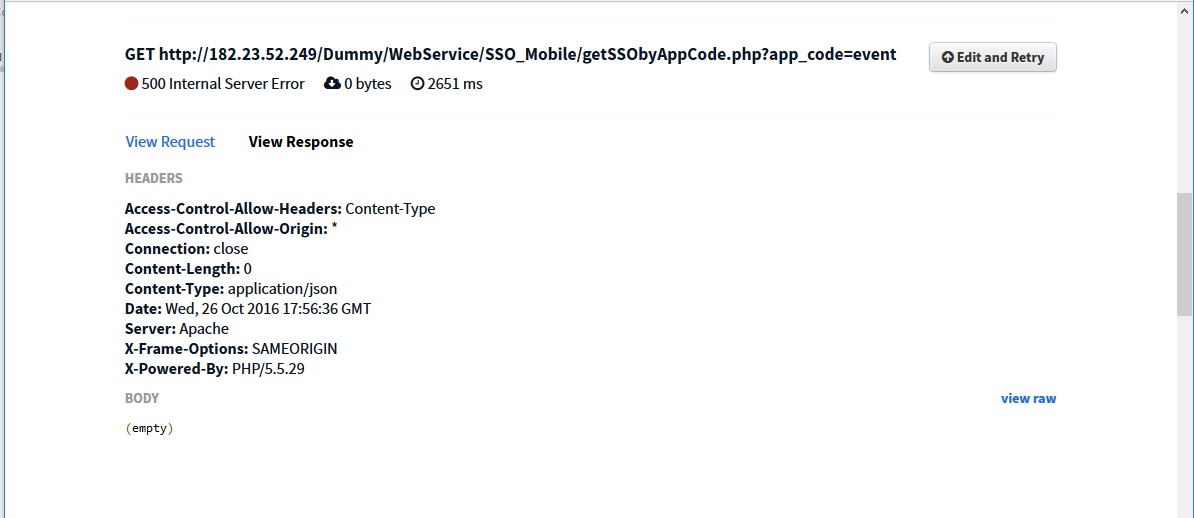 GET http://182.23.52.249/Dummy/WebService/SSO_Mobile/getSSObyAppCode.php?app_code=event
Edit and Retry
500 Internal Server Error 0 bytes 2651 ms
View Request View Response
HEADERS
Access-Control-Allow-Headers: Content-Type
Access-Control-Allow-Origin: *
Connection: close
Content-Length: 0
Content-Type: application/json
Date: Wed, 26 Oct 2016 17:56:36 GMT
Server: Apache
X-Frame-Options: SAMEORIGIN
X-Powered-By: PHP/5.5.29
BODY view raw
(empty)